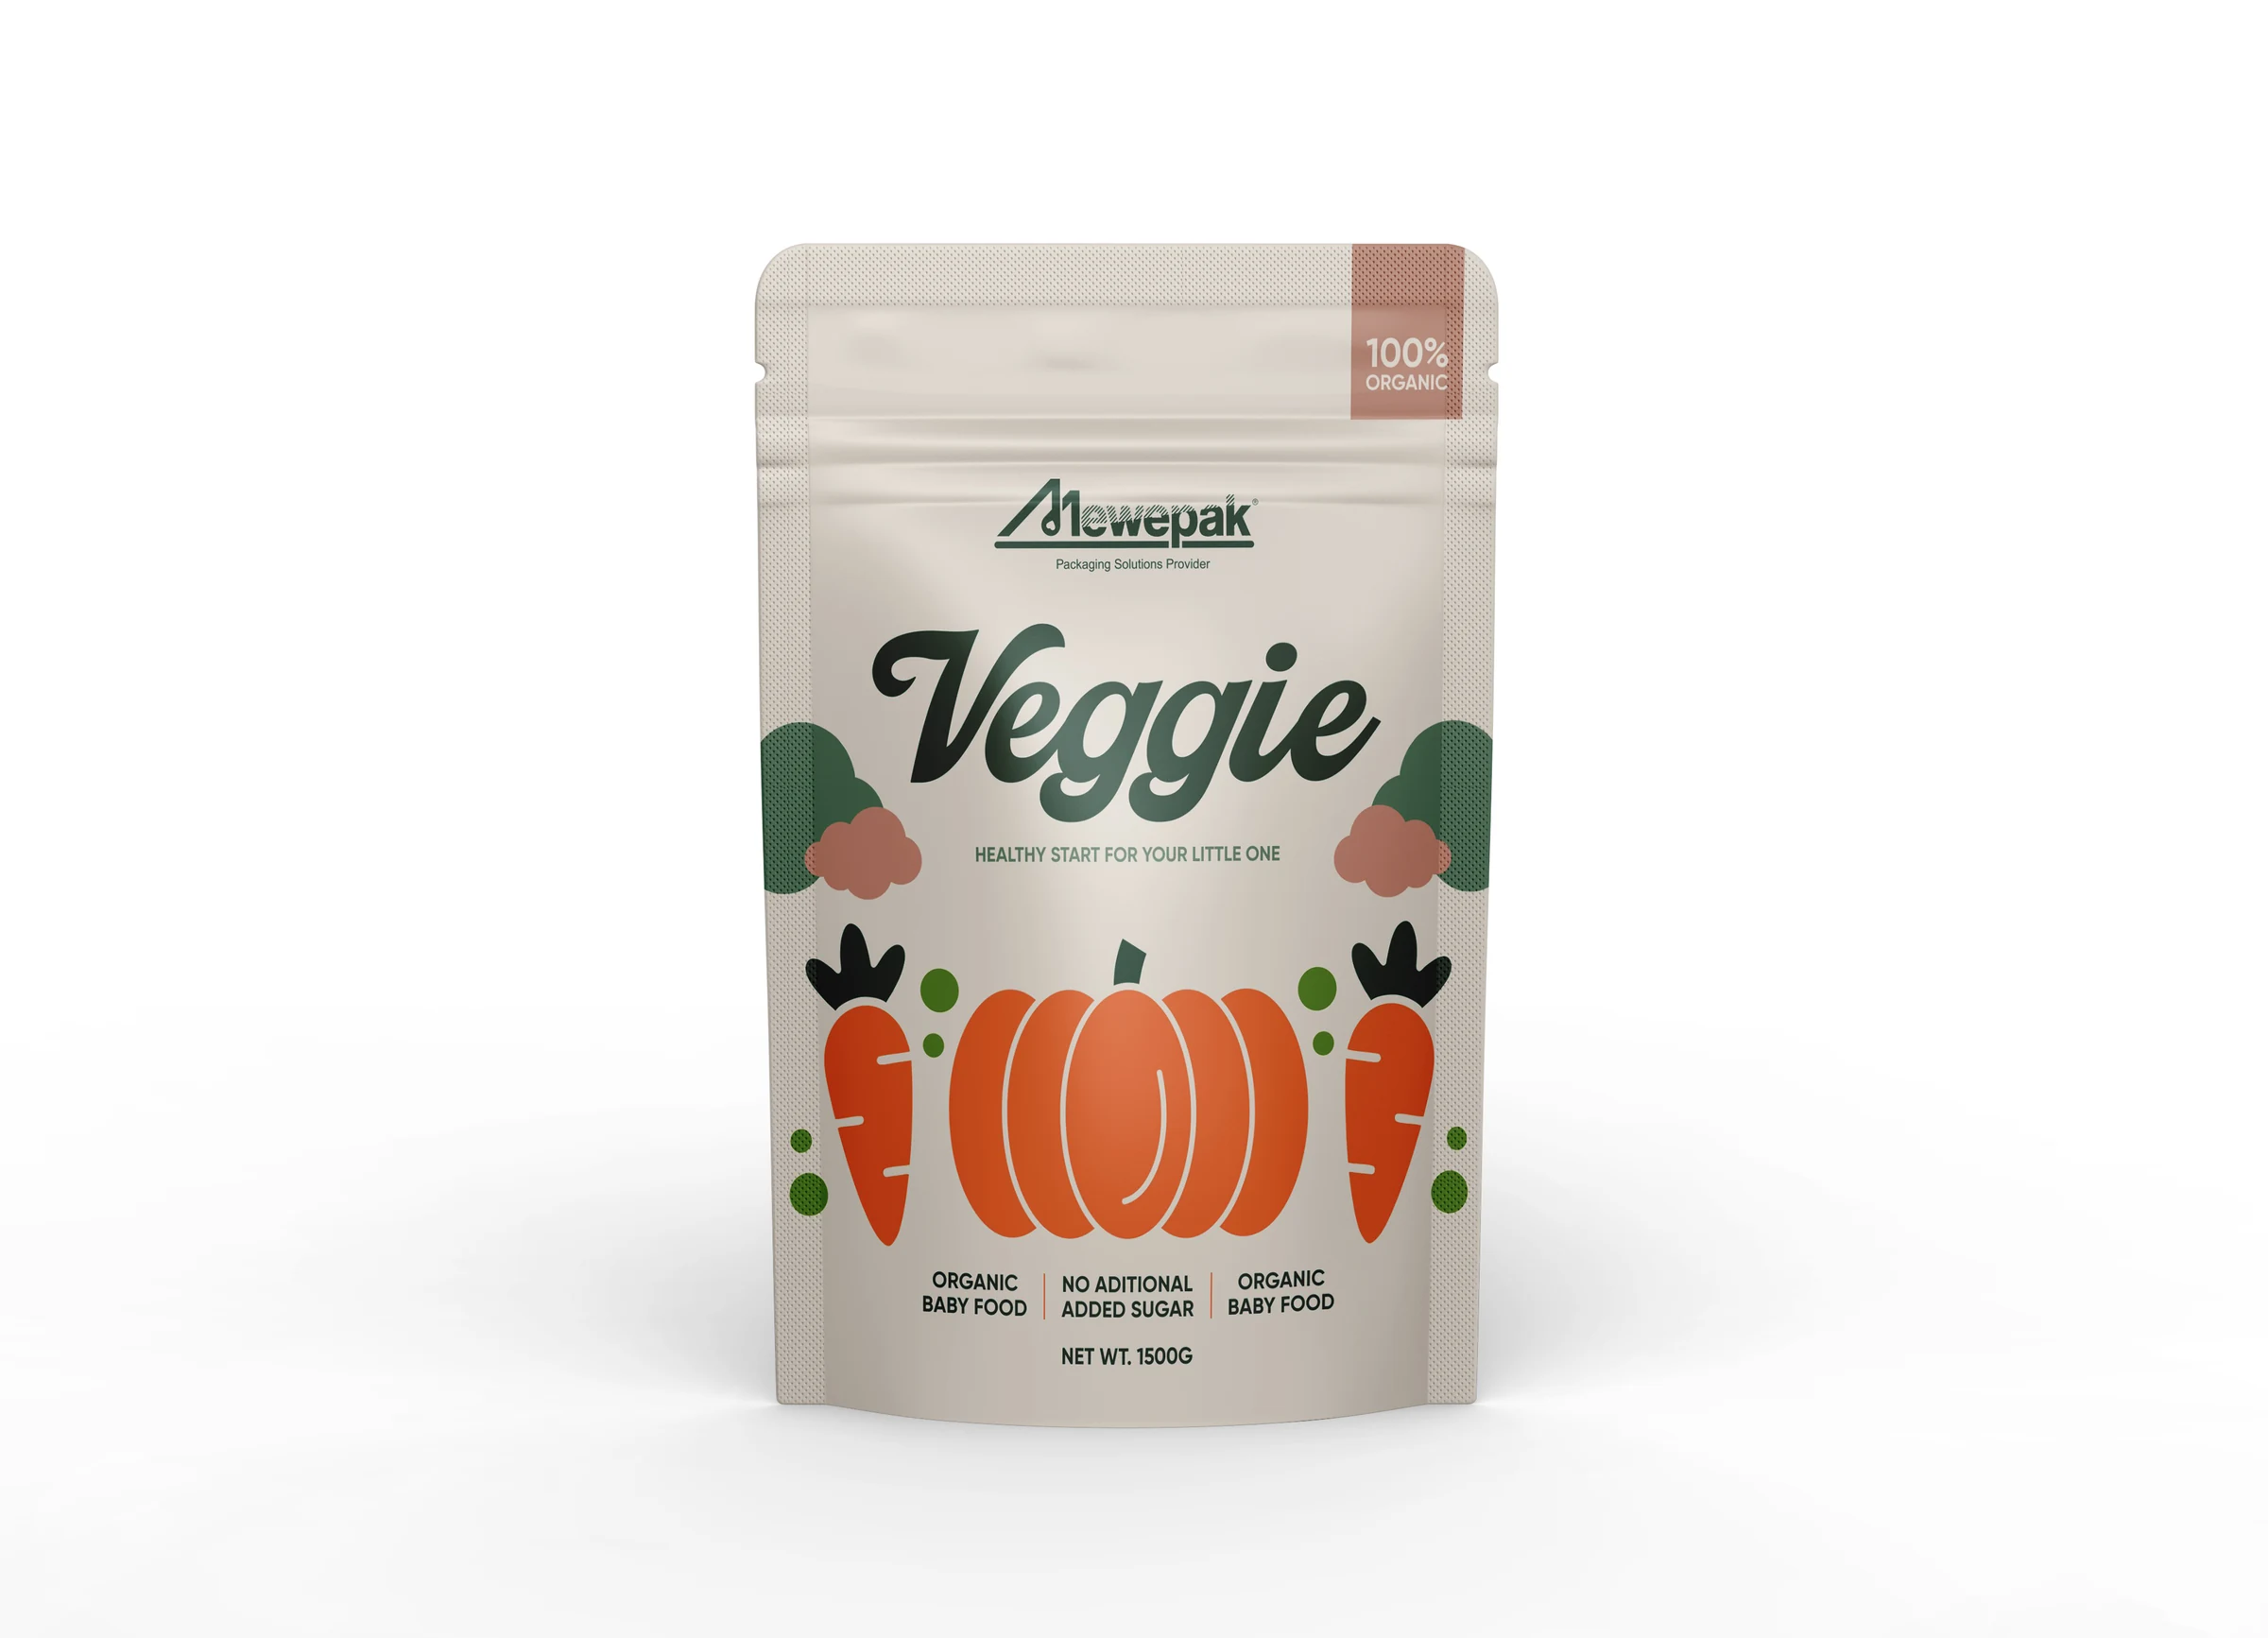 100%
ORGANIC
Mewepak®
Packaging Solutions Provider
Veggie
HEALTHY START FOR YOUR LITTLE ONE
ORGANIC
BABY FOOD
NO ADITIONAL
ADDED SUGAR
ORGANIC
BABY FOOD
NET WT. 1500G